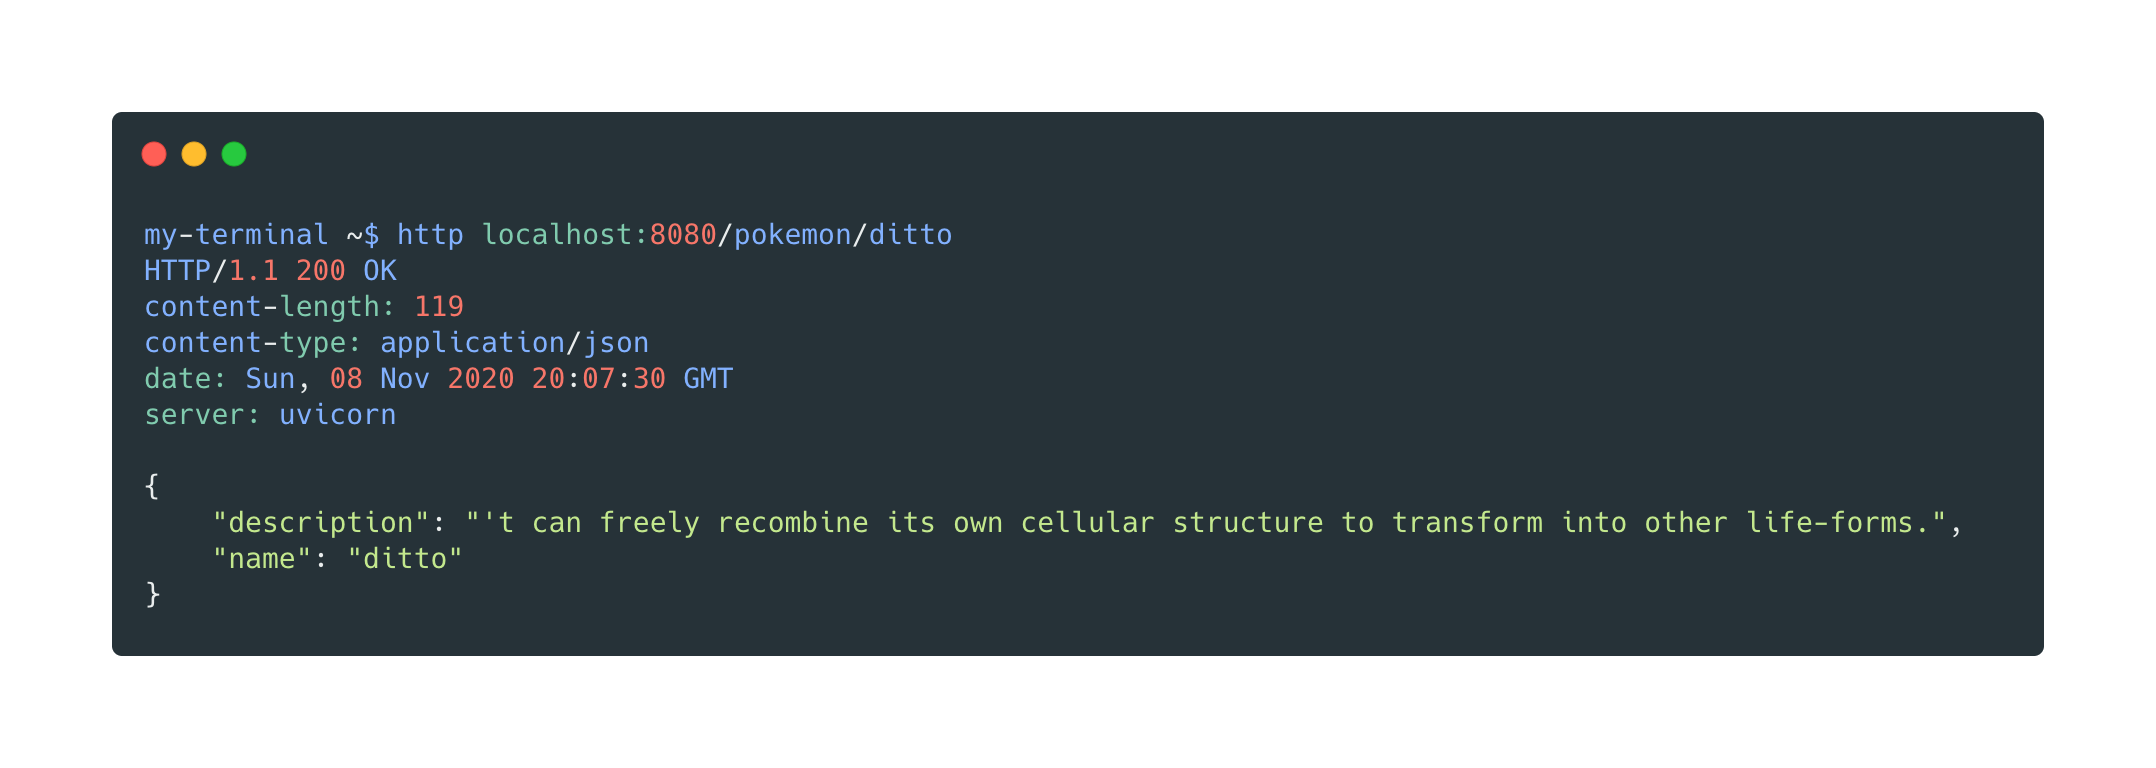 my-terminal ~$ http localhost:8080/pokemon/ditto
HTTP/1.1 200 OK
content-length: 119
content-type: application/json
date: Sun, 08 Nov 2020 20:07:30 GMT
server: uvicorn
{
    "description": "'t can freely recombine its own cellular structure to transform into other life-forms.",
    "name": "ditto"
}